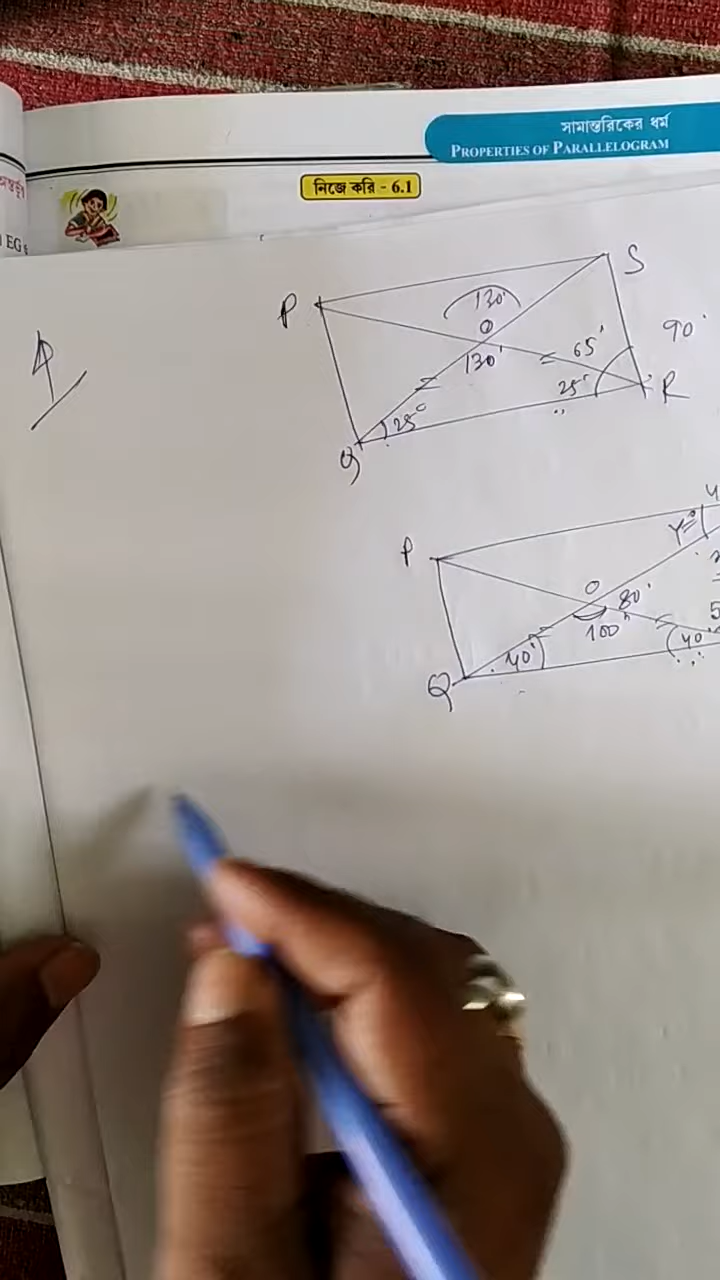 সামান্তরিকের ধর্ম
PROPERTIES OF PARALLELOGRAM
নিজে করি - 6.1
EG
P
S
130°
O
130°
65°
90°
25°
R
25°
Q
P
O
80°
100°
40°
40°
Q